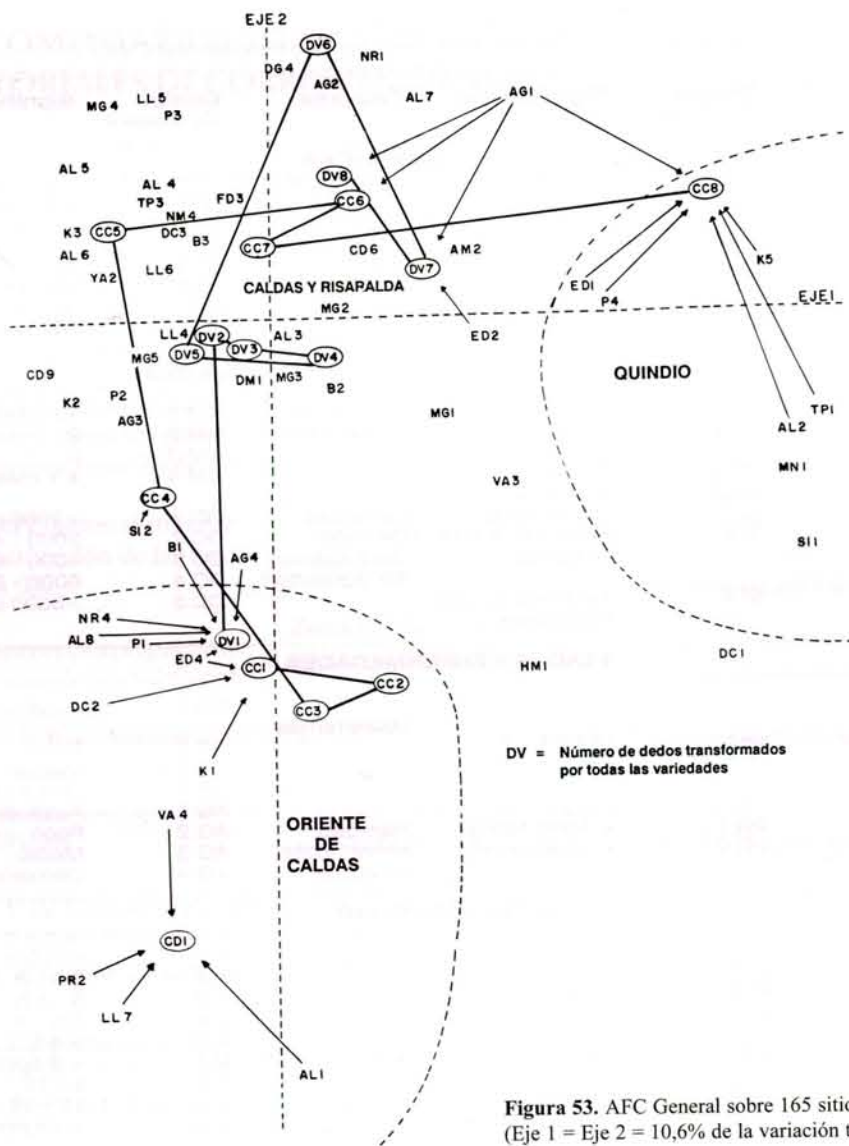 EJE 2
DV6
DG4
NR1
AG2
AL7
AG1
LL5
MG4
P3
AL5
AL4
TP3
FD3
NM4
DV8
CC6
CC8
K3
CC5
DC3
B3
CC7
CD6
AM2
DV7
K5
AL6
YA2
LL6
ED1
P4
CALDAS Y RISAPALDA
MG2
EJE1
ED2
LL4
DV2
AL3
DV5
DV3
DV4
MG5
DM1
MG3
B2
CD9
QUINDIO
K2
P2
AG3
MG1
TP1
AL2
MN1
VA3
CC4
SI2
SI1
B1
AG4
NR4
AL8
P1
DV1
ED4
CC1
CC2
CC3
HM1
DC1
DC2
K1
DV = Número de dedos transformados
por todas las variedades
VA4
ORIENTE
DE
CALDAS
CD1
PR2
LL7
AL1
Figura 53. AFC General sobre 165 sitio
(Eje 1 = Eje 2 = 10,6% de la variación t